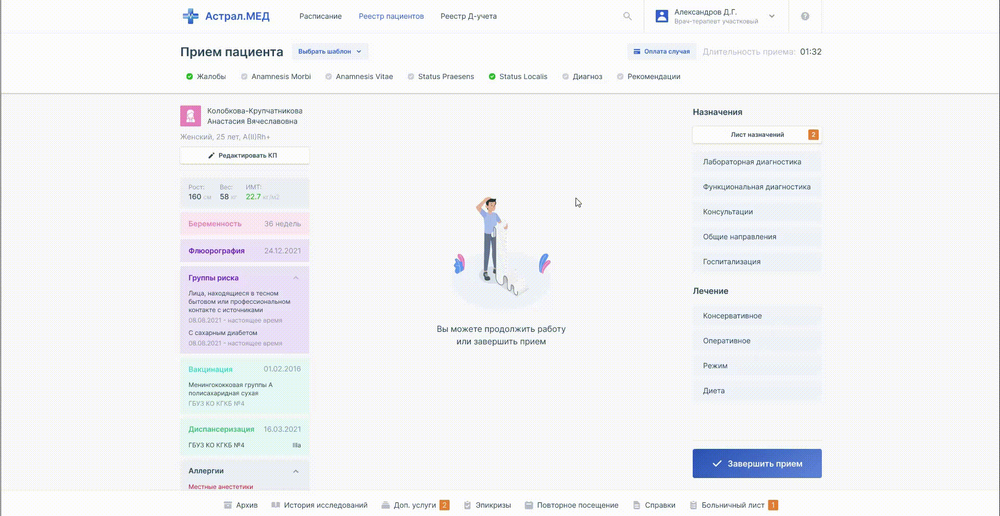 Астрал.МЕД
Расписание
Реестр пациентов
Реестр Д-учета
Александров Д.Г.
Врач-терапевт участковый
Прием пациента
Выбрать шаблон
Оплата случая
Длительность приема: 01:32
Жалобы
Anamnesis Morbi
Anamnesis Vitae
Status Praesens
Status Localis
Диагноз
Рекомендации
Колобкова-Крупчатникова
Анастасия Вячеславовна
Женский, 25 лет, A(II)Rh+
Редактировать КП
Рост: Вес: ИМТ:
160 см 58 кг 22.7 кг/м2
Беременность 36 недель
Флюорография 24.12.2021
Группы риска
Лица, находящиеся в тесном
бытовом или профессиональном
контакте с источниками
08.08.2021 - настоящее время
С сахарным диабетом
08.08.2021 - настоящее время
Вакцинация 01.02.2016
Менингококковая группы А
полисахаридная сухая
ГБУЗ КО КГКБ №4
Диспансеризация 16.03.2021
ГБУЗ КО КГКБ №4 IIIa
Аллергии
Местные анестетики
Вы можете продолжить работу
или завершить прием
Назначения
Лист назначений 2
Лабораторная диагностика
Функциональная диагностика
Консультации
Общие направления
Госпитализация
Лечение
Консервативное
Оперативное
Режим
Диета
Завершить прием
Архив
История исследований
Доп. услуги 2
Эпикризы
Повторное посещение
Справки
Больничный лист 1